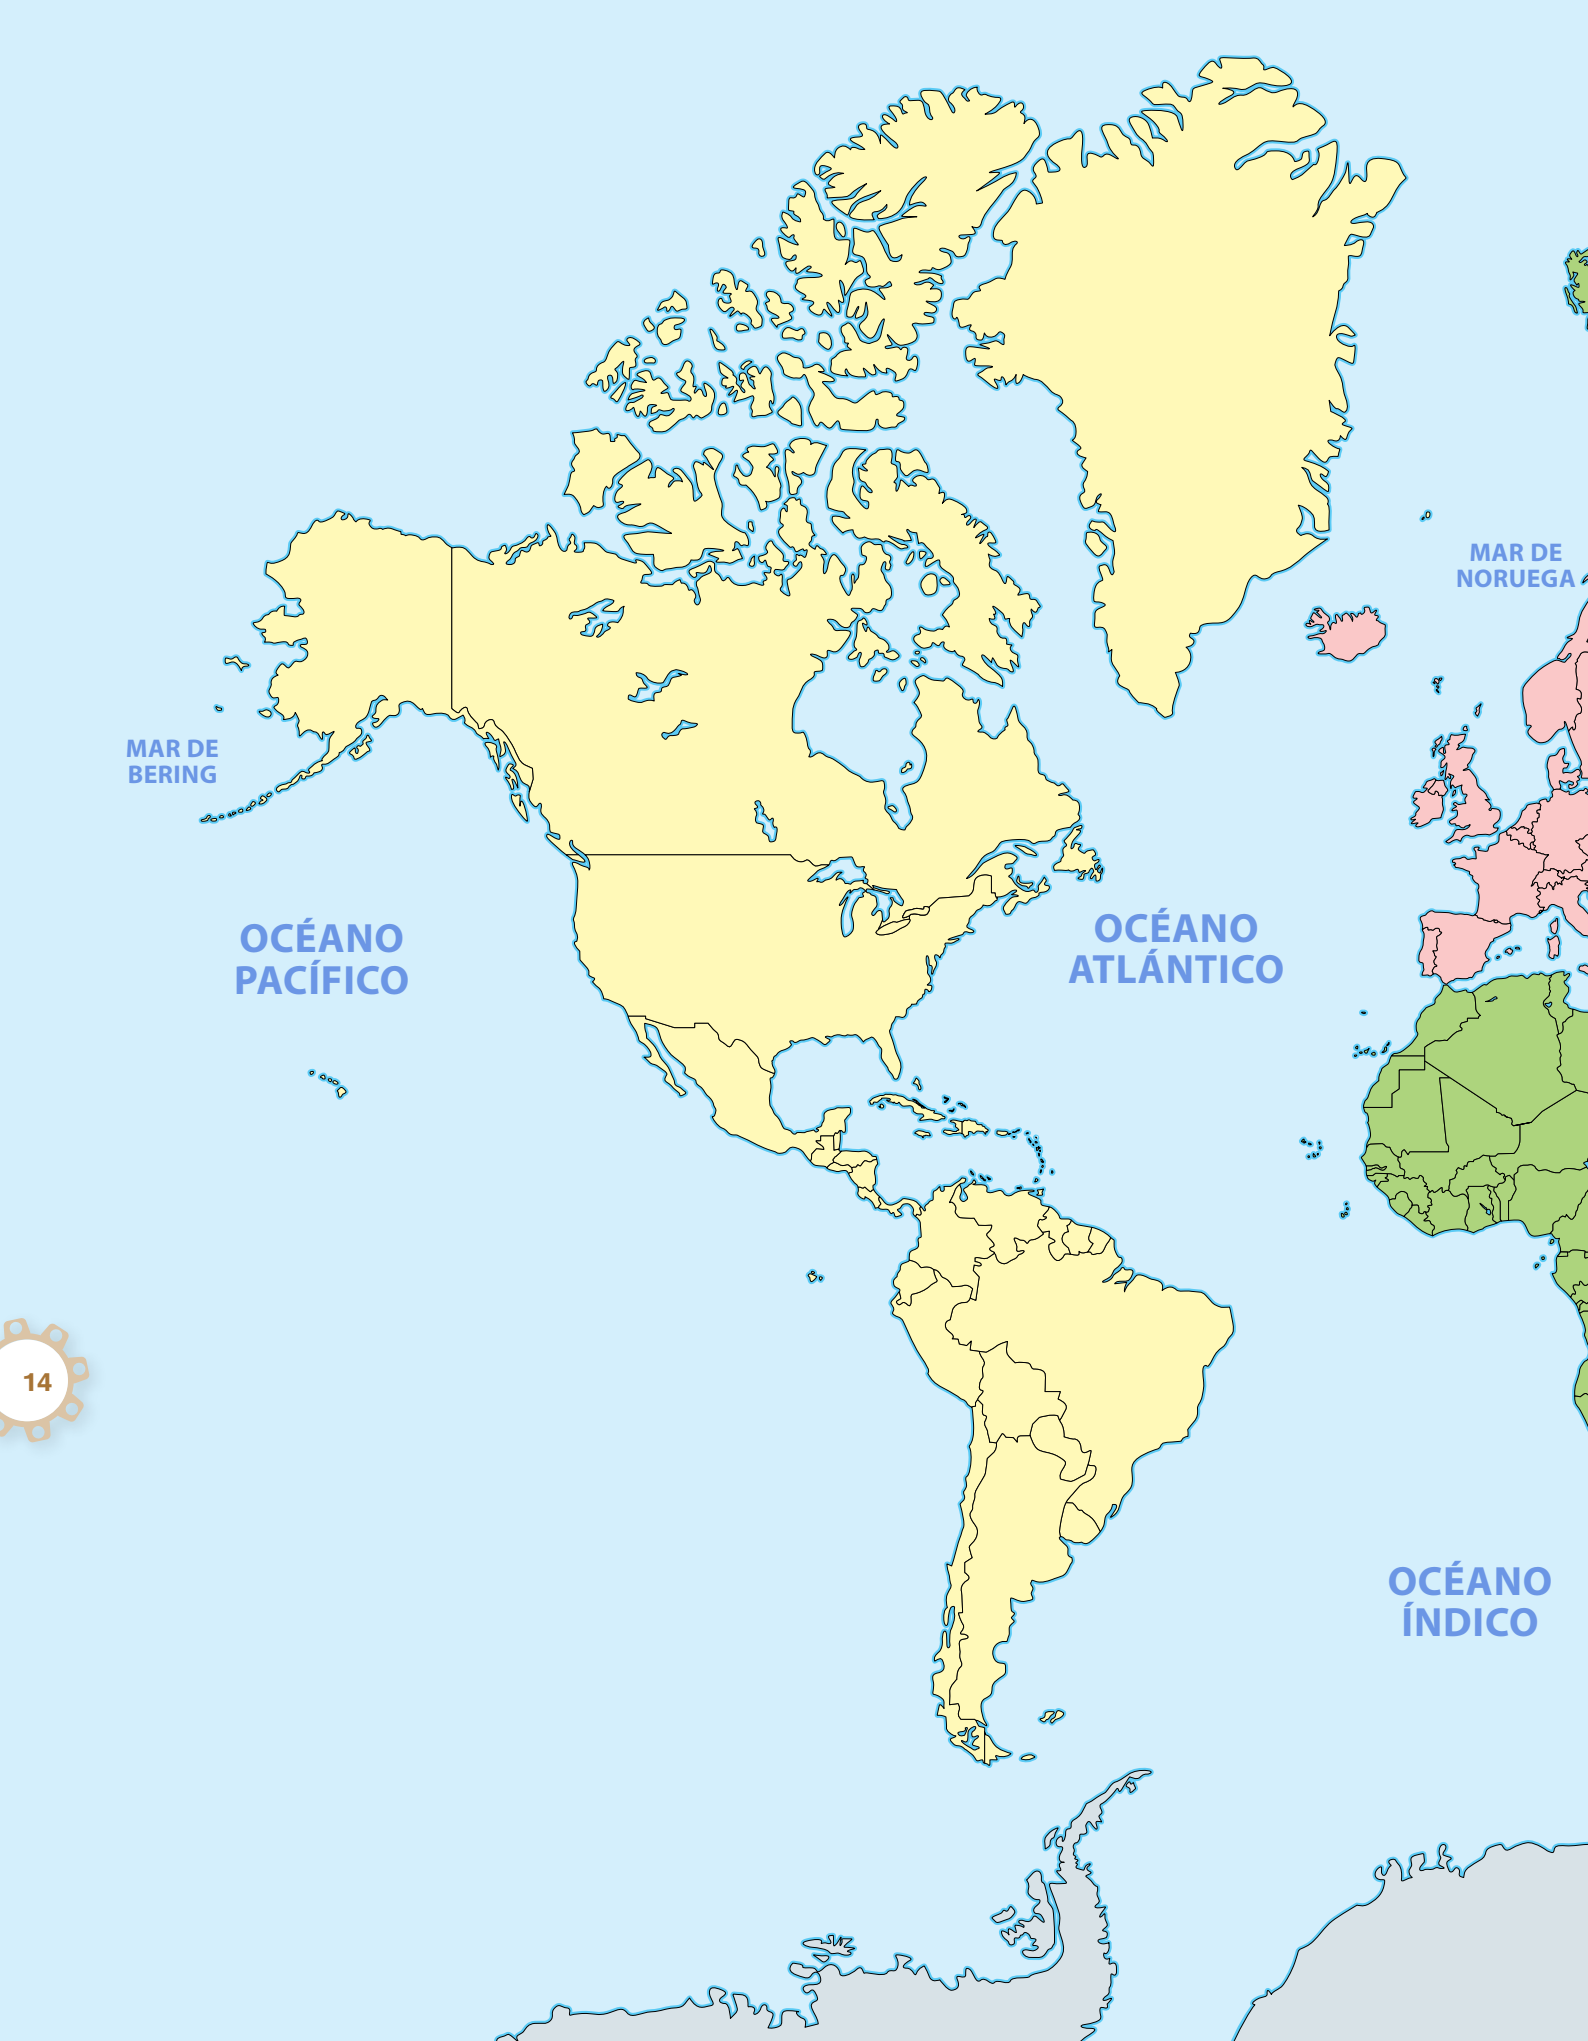 MAR DE
NORUEGA
MAR DE
BERING
OCÉANO
PACÍFICO
OCÉANO
ATLÁNTICO
14
OCÉANO
ÍNDICO